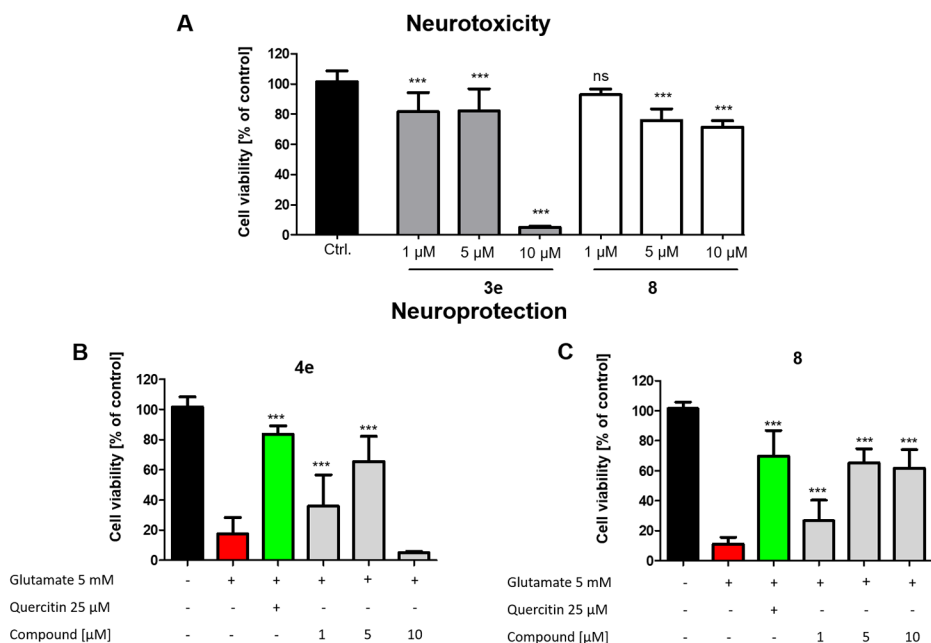 A
Neurotoxicity
Cell viability [% of control]
120
100
80
60
40
20
0
*** *** *** ns *** ***
Ctrl. 1 µM 5 µM 10 µM 1 µM 5 µM 10 µM
3e 8
Neuroprotection
B
4e
Cell viability [% of control]
120
100
80
60
40
20
0
*** *** ***
Glutamate 5 mM - + + + + +
Quercitin 25 µM - - + - - -
Compound [µM] - - - 1 5 10
C
8
Cell viability [% of control]
120
100
80
60
40
20
0
*** *** *** ***
Glutamate 5 mM - + + + + +
Quercitin 25 µM - - + - - -
Compound [µM] - - - 1 5 10